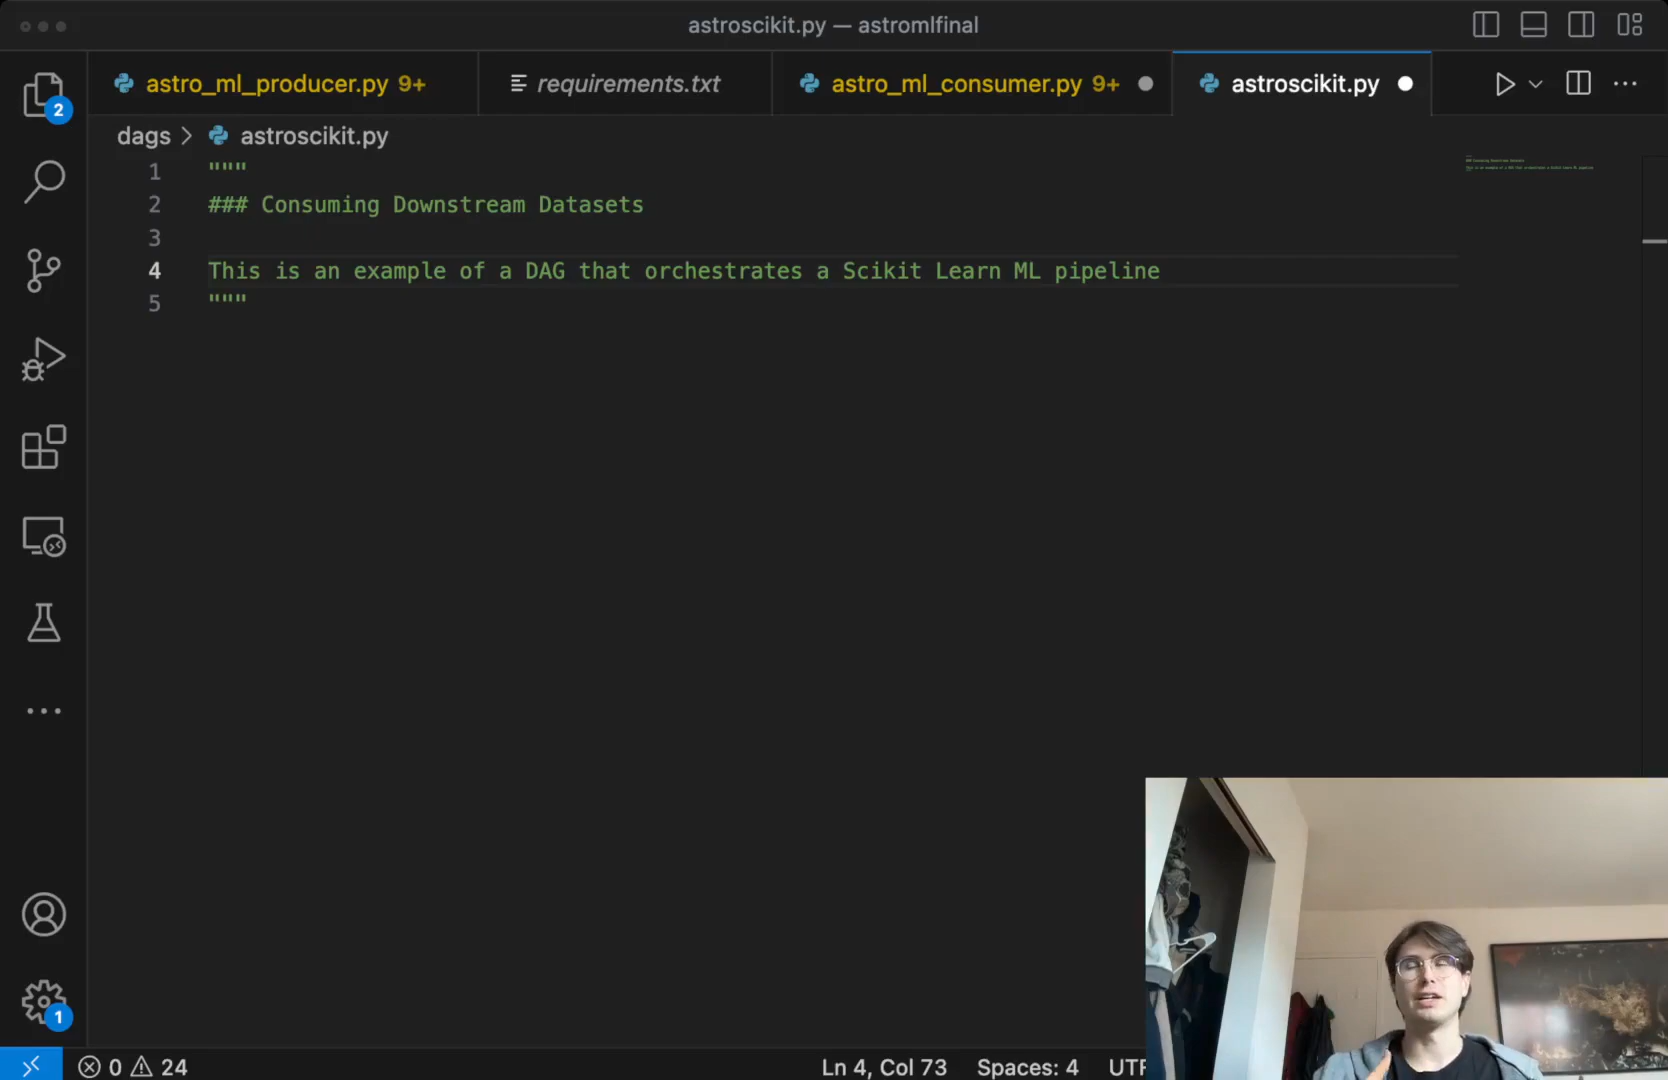 astroscikit.py — astromlfinal
astro_ml_producer.py 9+
requirements.txt
astro_ml_consumer.py 9+
astroscikit.py
dags > astroscikit.py
1 """
2 ### Consuming Downstream Datasets
3
4 This is an example of a DAG that orchestrates a Scikit Learn ML pipeline
5 """
2
1
0 24
Ln 4, Col 73 Spaces: 4 UTF